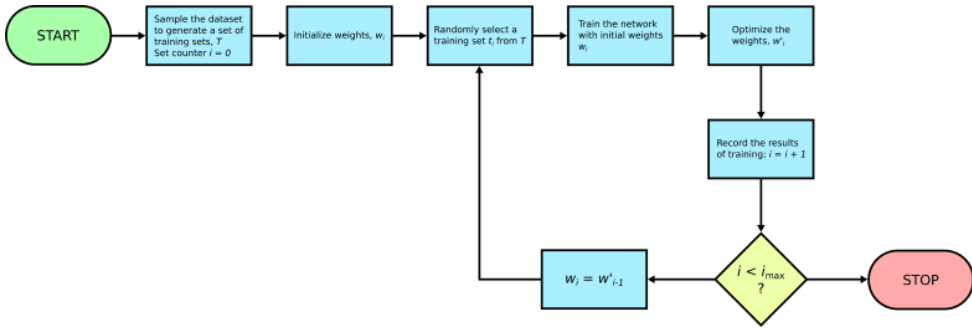 START
Sample the dataset
to generate a set of
training sets, T
Set counter i = 0
Initialize weights, wᵢ
Randomly select a
training set tᵢ from T
Train the network
with initial weights
wᵢ
Optimize the
weights, w'ᵢ
Record the results
of training; i = i + 1
i < iₘₐₓ
?
wᵢ = w'ᵢ₋₁
STOP